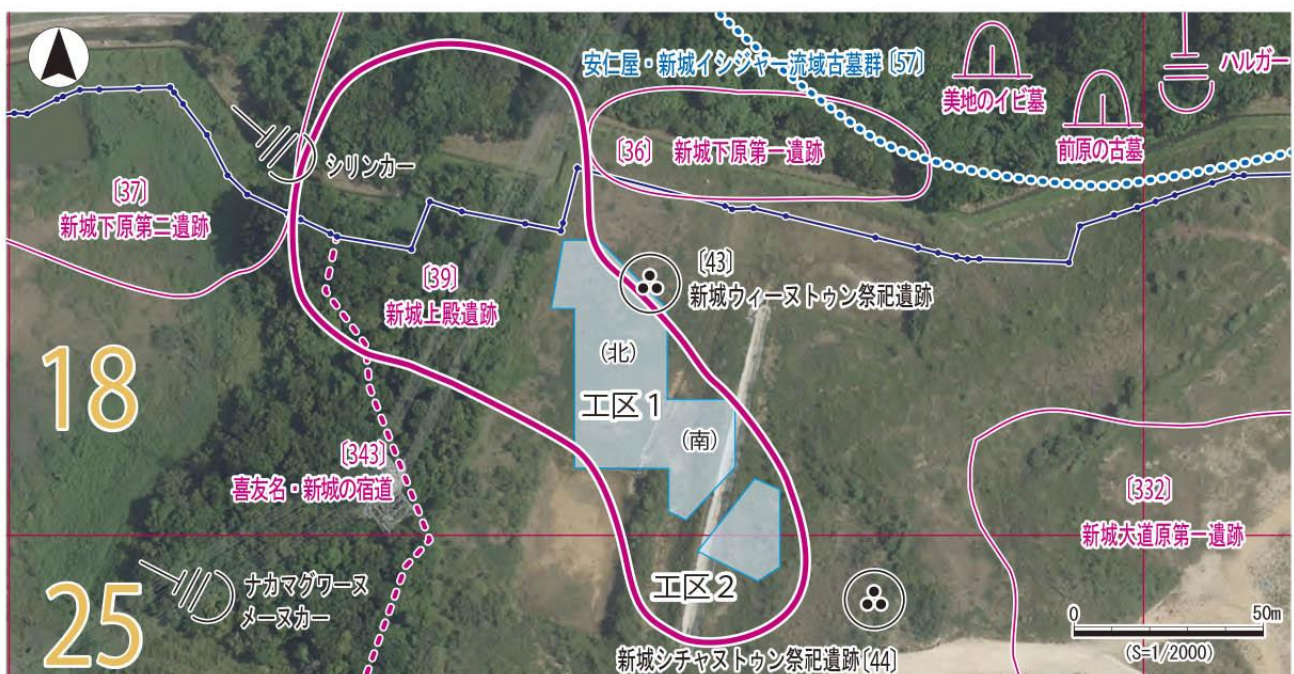 安仁屋・新城イシジャー流域古墓群〔57〕
美地のイビ墓
前原の古墓
ハルガー
シリンカー
〔36〕 新城下原第一遺跡
〔37〕
新城下原第二遺跡
〔39〕
新城上殿遺跡
〔43〕
新城ウィーヌトゥン祭祀遺跡
18
(北)
工区1
(南)
〔343〕
喜友名・新城の宿道
〔332〕
新城大道原第一遺跡
25
ナカマグワーヌ
メーヌカー
工区2
新城シチャヌトゥン祭祀遺跡〔44〕
0 50m
(S=1/2000)